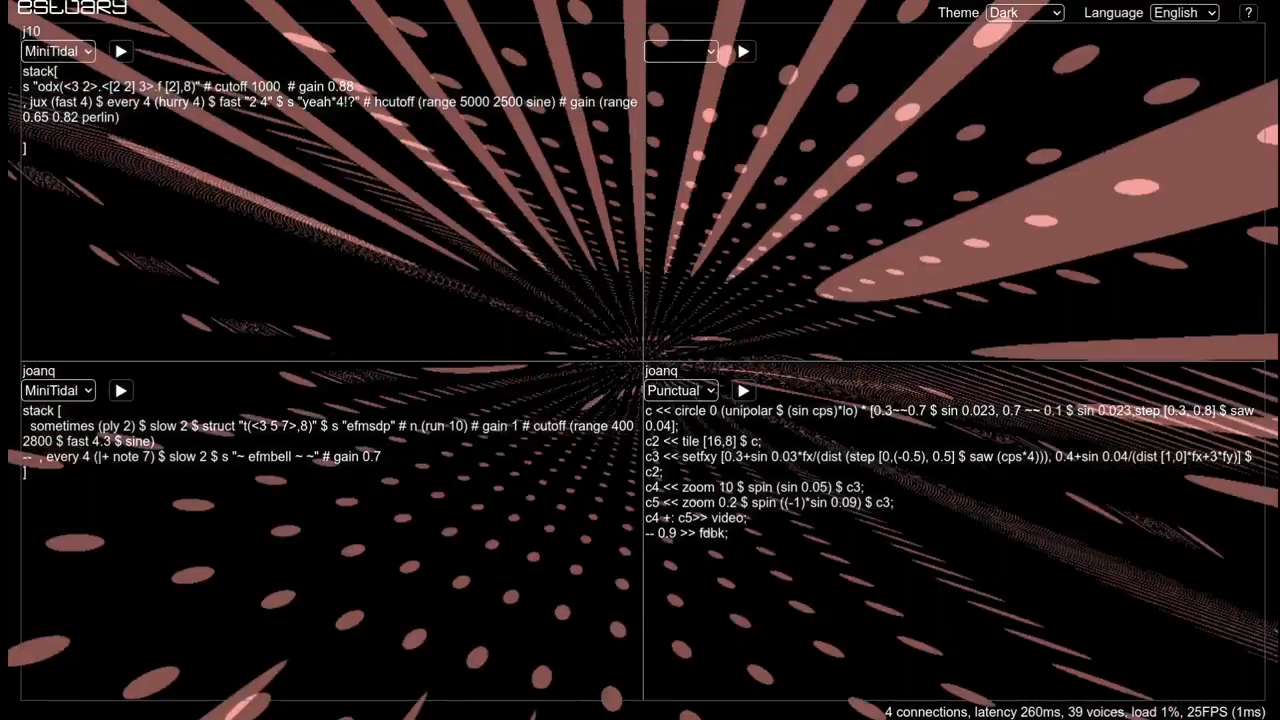 estuary
Theme Dark Language English ?
j10
MiniTidal
stack[
s "odx(<3 2>.<[2 2] 3>.f [2],8)" # cutoff 1000  # gain 0.88
, jux (fast 4) $ every 4 (hurry 4) $ fast "2 4" $ s "yeah*4!?" # hcutoff (range 5000 2500 sine) # gain (range
0.65 0.82 perlin)
]
joanq
MiniTidal
stack [
sometimes (ply 2) $ slow 2 $ struct "t(<3 5 7>,8)" $ s "efmsdp" # n (run 10) # gain 1 # cutoff (range 400
2800 $ fast 4.3 $ sine)
-- , every 4 (|+ note 7) $ slow 2 $ s "~ efmbell ~ ~" # gain 0.7
]
joanq
Punctual
c << circle 0 (unipolar $ (sin cps)*lo) * [0.3~~0.7 $ sin 0.023, 0.7 ~~ 0.1 $ sin 0.023,step [0.3, 0.8] $ saw
0.04];
c2 << tile [16,8] $ c;
c3 << setfxy [0.3+sin 0.03*fx/(dist (step [0,(-0.5), 0.5] $ saw (cps*4))), 0.4+sin 0.04/(dist [1,0]*fx+3*fy)] $
c2;
c4 << zoom 10 $ spin (sin 0.05) $ c3;
c5 << zoom 0.2 $ spin ((-1)*sin 0.09) $ c3;
c4 +: c5>> video;
-- 0.9 >> fdbk;
4 connections, latency 260ms, 39 voices, load 1%, 25FPS (1ms)